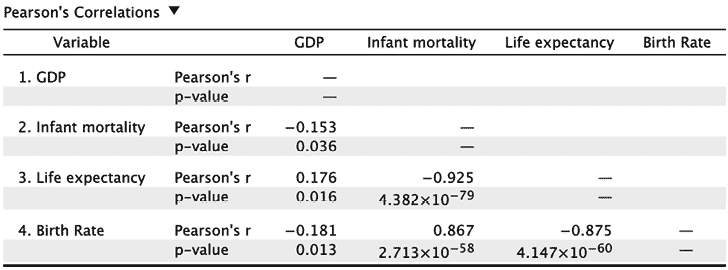 Pearson's Correlations ▼
Variable GDP Infant mortality Life expectancy Birth Rate
1. GDP Pearson's r —
p-value —
2. Infant mortality Pearson's r −0.153 —
p-value 0.036 —
3. Life expectancy Pearson's r 0.176 −0.925 —
p-value 0.016 4.382×10⁻⁷⁹ —
4. Birth Rate Pearson's r −0.181 0.867 −0.875 —
p-value 0.013 2.713×10⁻⁵⁸ 4.147×10⁻⁶⁰ —